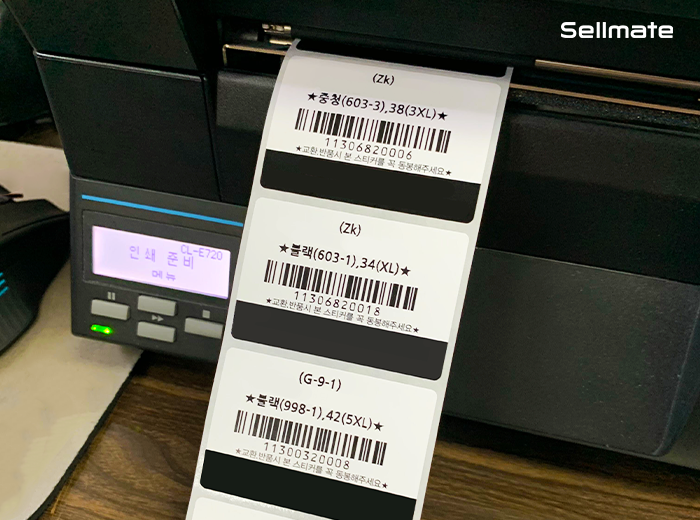 Sellmate
(Zk)
★중청(603-3),38(3XL)★
11306820006
★교환.반품시 본 스티커를 꼭 동봉해주세요★
(Zk)
★블랙(603-1),34(XL)★
11306820018
★교환.반품시 본 스티커를 꼭 동봉해주세요★
CL-E720
인쇄 준비
메뉴
(G-9-1)
★블랙(998-1),42(5XL)★
11300320008
★교환.반품시 본 스티커를 꼭 동봉해주세요★